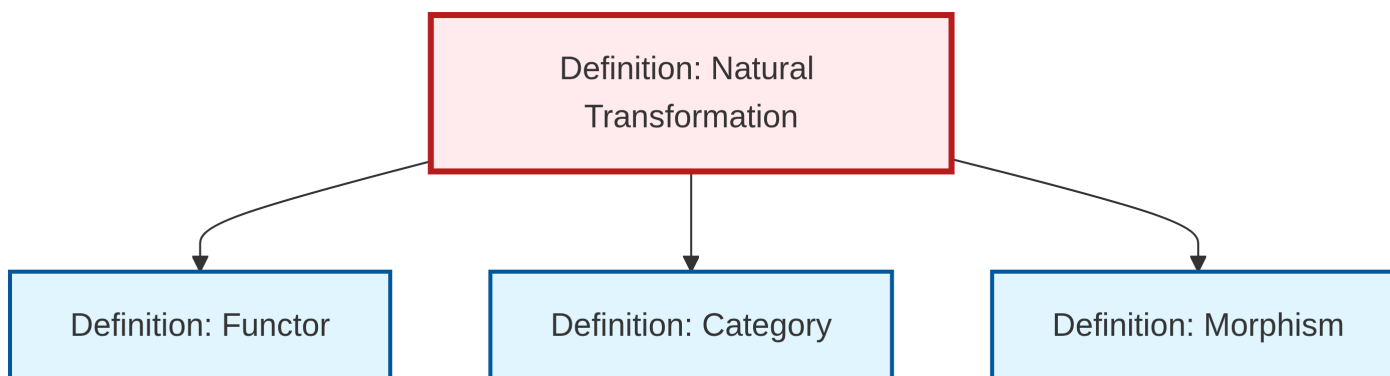 Definition: Natural
Transformation
Definition: Functor
Definition: Category
Definition: Morphism